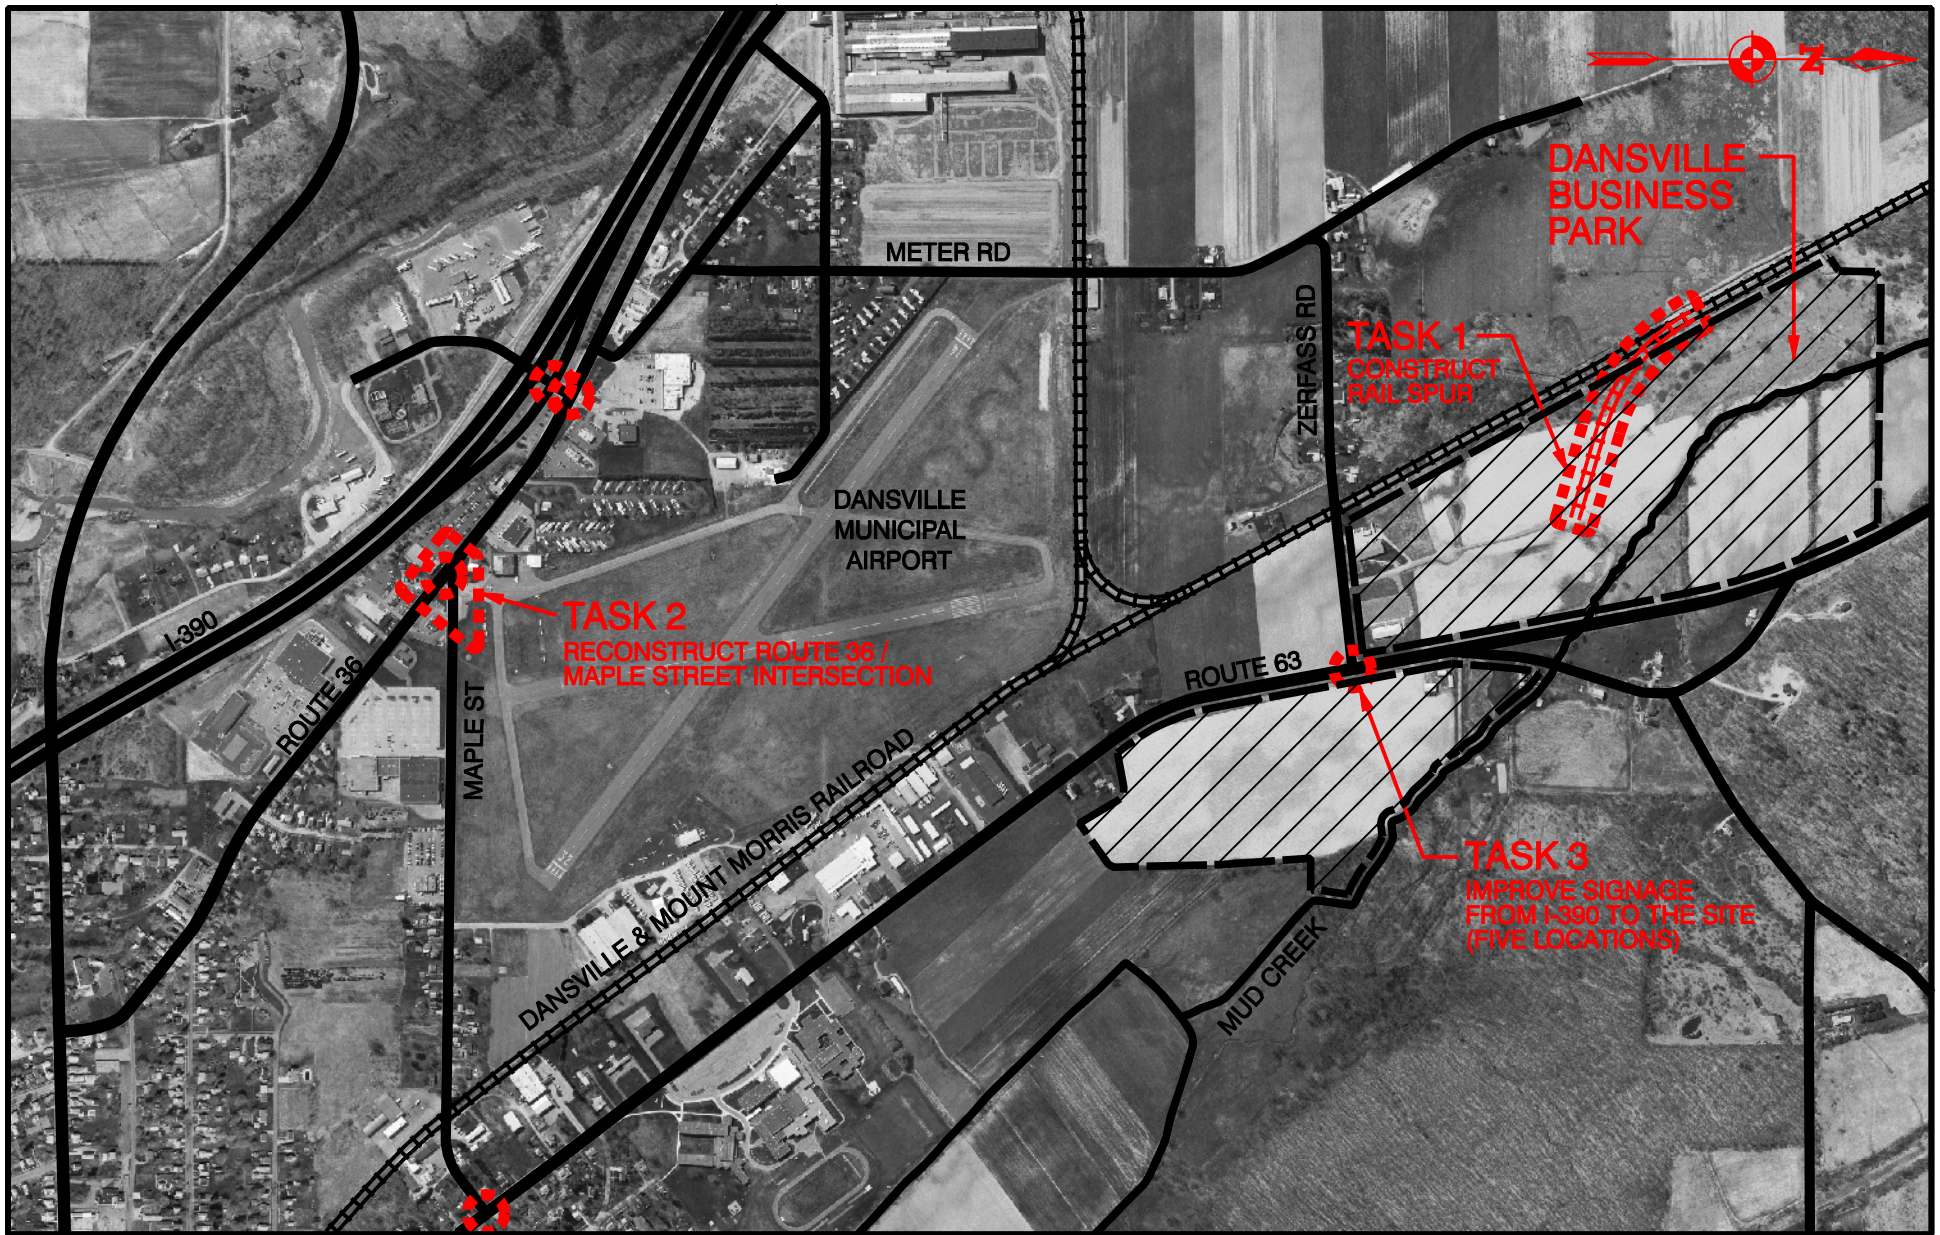 N
DANSVILLE
BUSINESS
PARK
METER RD
ZERFASS RD
TASK 1
CONSTRUCT
RAIL SPUR
DANSVILLE
MUNICIPAL
AIRPORT
I-390
TASK 2
RECONSTRUCT ROUTE 36 /
MAPLE STREET INTERSECTION
ROUTE 36
MAPLE ST
ROUTE 63
DANSVILLE & MOUNT MORRIS RAILROAD
TASK 3
IMPROVE SIGNAGE
FROM I-390 TO THE SITE
(FIVE LOCATIONS)
MUD CREEK